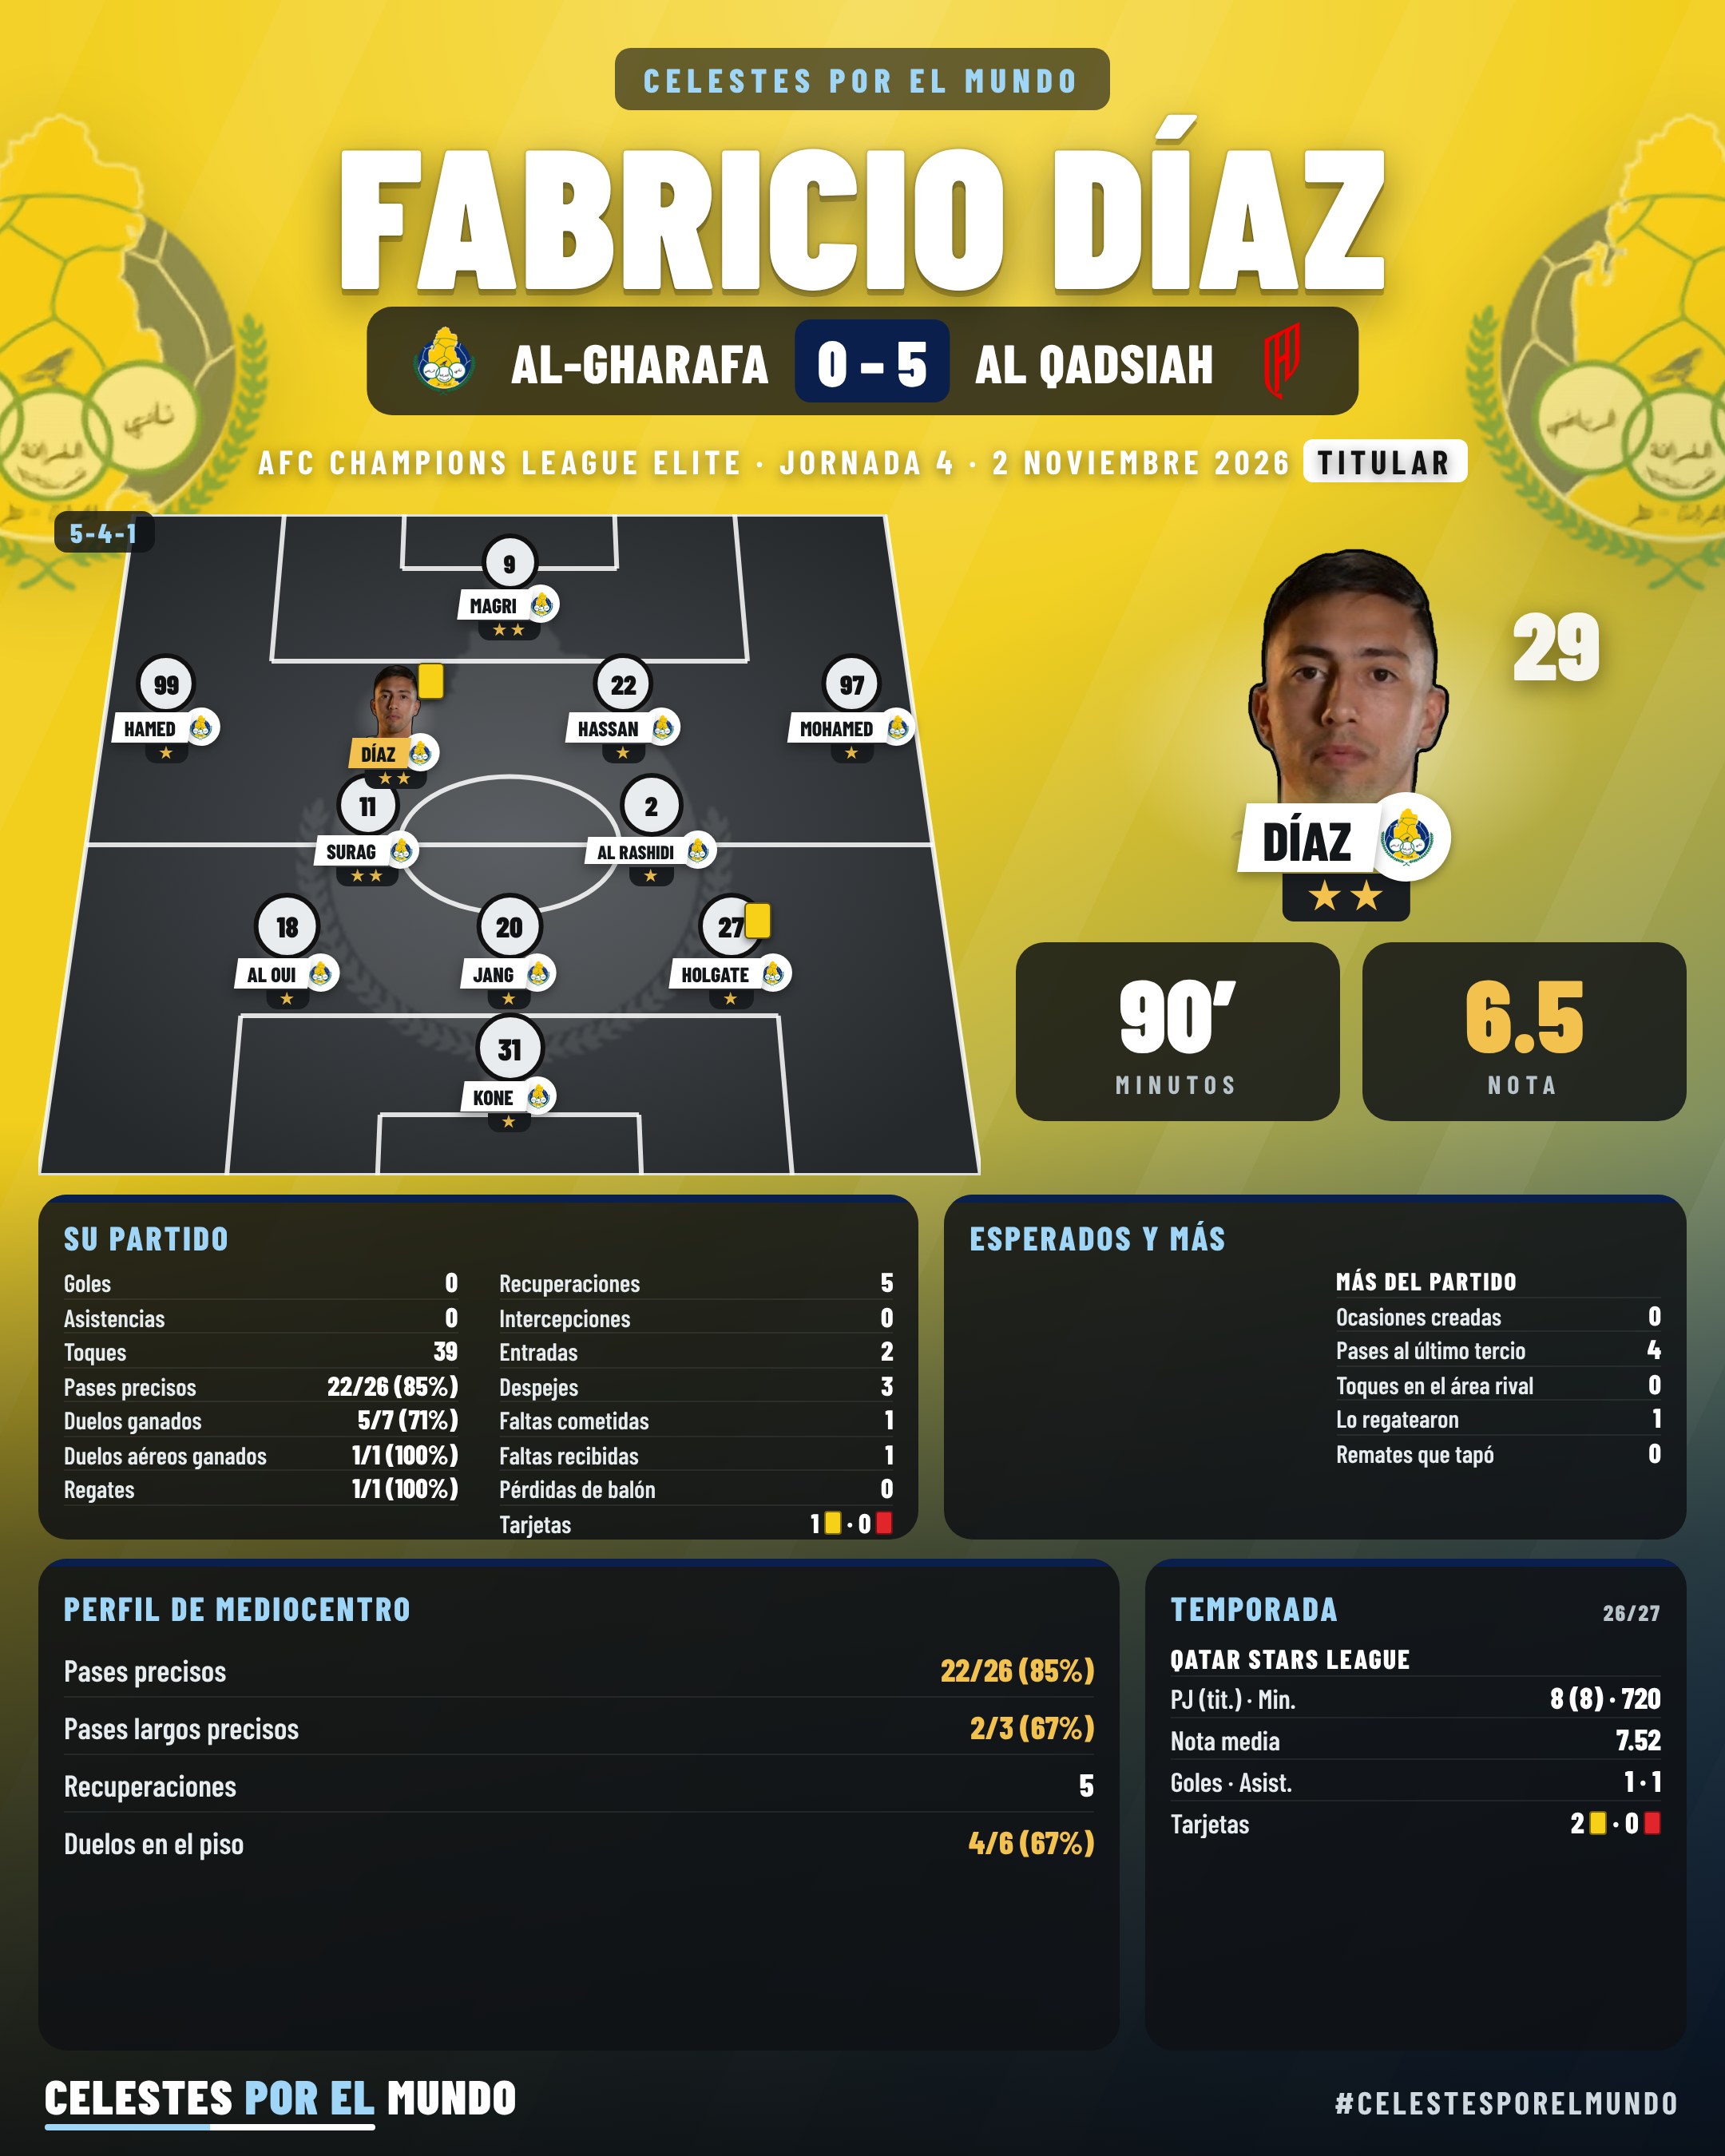 CELESTES POR EL MUNDO
FABRICIO DÍAZ
AL-GHARAFA 0 - 5 AL QADSIAH
AFC CHAMPIONS LEAGUE ELITE · JORNADA 4 · 2 NOVIEMBRE 2026 TITULAR
5-4-1
9
MAGRI
99
HAMED
DÍAZ
22
HASSAN
97
MOHAMED
11
SURAG
2
AL RASHIDI
18
AL OUI
20
JANG
27
HOLGATE
31
KONE
29
DÍAZ
90'
MINUTOS
6.5
NOTA
SU PARTIDO
Goles 0
Asistencias 0
Toques 39
Pases precisos 22/26 (85%)
Duelos ganados 5/7 (71%)
Duelos aéreos ganados 1/1 (100%)
Regates 1/1 (100%)
Recuperaciones 5
Intercepciones 0
Entradas 2
Despejes 3
Faltas cometidas 1
Faltas recibidas 1
Pérdidas de balón 0
Tarjetas 1 · 0
ESPERADOS Y MÁS
MÁS DEL PARTIDO
Ocasiones creadas 0
Pases al último tercio 4
Toques en el área rival 0
Lo regatearon 1
Remates que tapó 0
PERFIL DE MEDIOCENTRO
Pases precisos 22/26 (85%)
Pases largos precisos 2/3 (67%)
Recuperaciones 5
Duelos en el piso 4/6 (67%)
TEMPORADA 26/27
QATAR STARS LEAGUE
PJ (tit.) · Min. 8 (8) · 720
Nota media 7.52
Goles · Asist. 1 · 1
Tarjetas 2 · 0
CELESTES POR EL MUNDO
#CELESTESPORELMUNDO